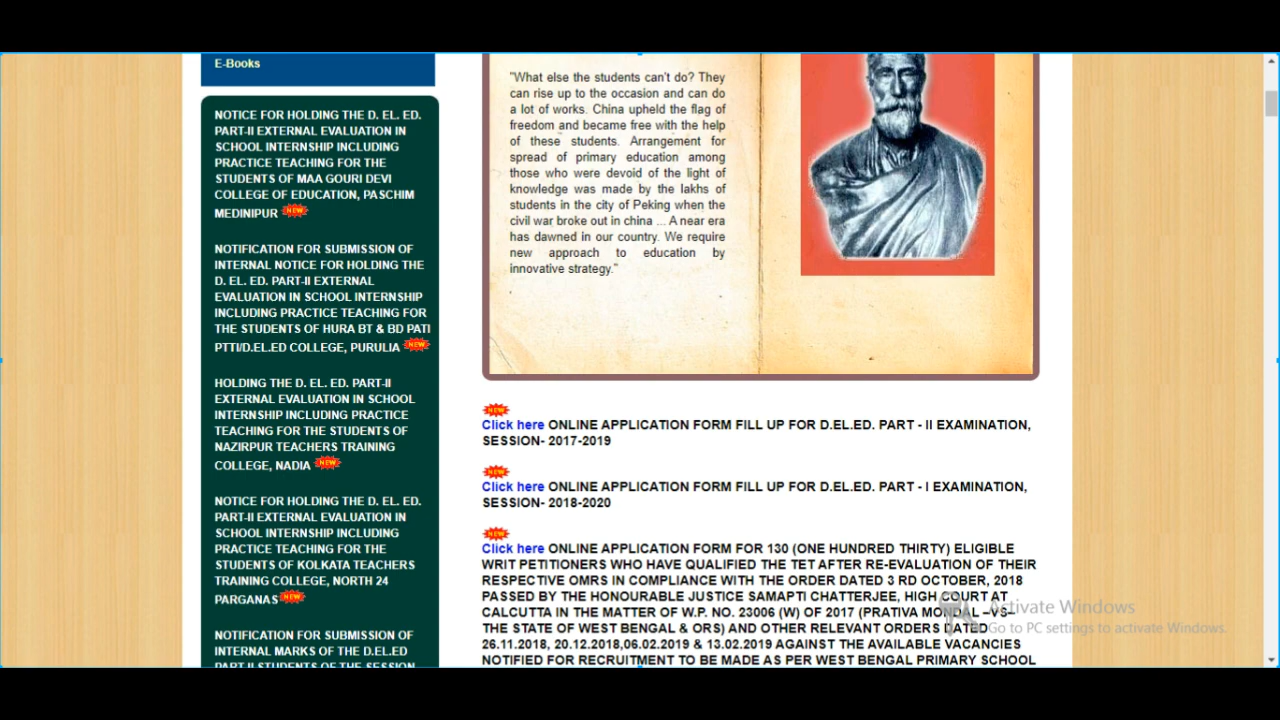 E-Books
NOTICE FOR HOLDING THE D. EL. ED.
PART-II EXTERNAL EVALUATION IN
SCHOOL INTERNSHIP INCLUDING
PRACTICE TEACHING FOR THE
STUDENTS OF MAA GOURI DEVI
COLLEGE OF EDUCATION, PASCHIM
MEDINIPUR NEW
NOTIFICATION FOR SUBMISSION OF
INTERNAL NOTICE FOR HOLDING THE
D. EL. ED. PART-II EXTERNAL
EVALUATION IN SCHOOL INTERNSHIP
INCLUDING PRACTICE TEACHING FOR
THE STUDENTS OF HURA BT & BD PATI
PTTI/D.EL.ED COLLEGE, PURULIA NEW
HOLDING THE D. EL. ED. PART-II
EXTERNAL EVALUATION IN SCHOOL
INTERNSHIP INCLUDING PRACTICE
TEACHING FOR THE STUDENTS OF
NAZIRPUR TEACHERS TRAINING
COLLEGE, NADIA NEW
NOTICE FOR HOLDING THE D. EL. ED.
PART-II EXTERNAL EVALUATION IN
SCHOOL INTERNSHIP INCLUDING
PRACTICE TEACHING FOR THE
STUDENTS OF KOLKATA TEACHERS
TRAINING COLLEGE, NORTH 24
PARGANAS NEW
NOTIFICATION FOR SUBMISSION OF
INTERNAL MARKS OF THE D.EL.ED
PART-II STUDENTS OF THE SESSION
"What else the students can't do? They
can rise up to the occasion and can do
a lot of works. China upheld the flag of
freedom and became free with the help
of these students. Arrangement for
spread of primary education among
those who were devoid of the light of
knowledge was made by the lakhs of
students in the city of Peking when the
civil war broke out in china ... A near era
has dawned in our country. We require
new approach to education by
innovative strategy."
NEW
Click here ONLINE APPLICATION FORM FILL UP FOR D.EL.ED. PART - II EXAMINATION,
SESSION- 2017-2019
NEW
Click here ONLINE APPLICATION FORM FILL UP FOR D.EL.ED. PART - I EXAMINATION,
SESSION- 2018-2020
NEW
Click here ONLINE APPLICATION FORM FOR 130 (ONE HUNDRED THIRTY) ELIGIBLE
WRIT PETITIONERS WHO HAVE QUALIFIED THE TET AFTER RE-EVALUATION OF THEIR
RESPECTIVE OMRS IN COMPLIANCE WITH THE ORDER DATED 3 RD OCTOBER, 2018
PASSED BY THE HONOURABLE JUSTICE SAMAPTI CHATTERJEE, HIGH COURT AT
CALCUTTA IN THE MATTER OF W.P. NO. 23006 (W) OF 2017 (PRATIVA MONDAL –VS–
THE STATE OF WEST BENGAL & ORS) AND OTHER RELEVANT ORDERS DATED
26.11.2018, 20.12.2018,06.02.2019 & 13.02.2019 AGAINST THE AVAILABLE VACANCIES
NOTIFIED FOR RECRUITMENT TO BE MADE AS PER WEST BENGAL PRIMARY SCHOOL
Activate Windows
Go to PC settings to activate Windows.